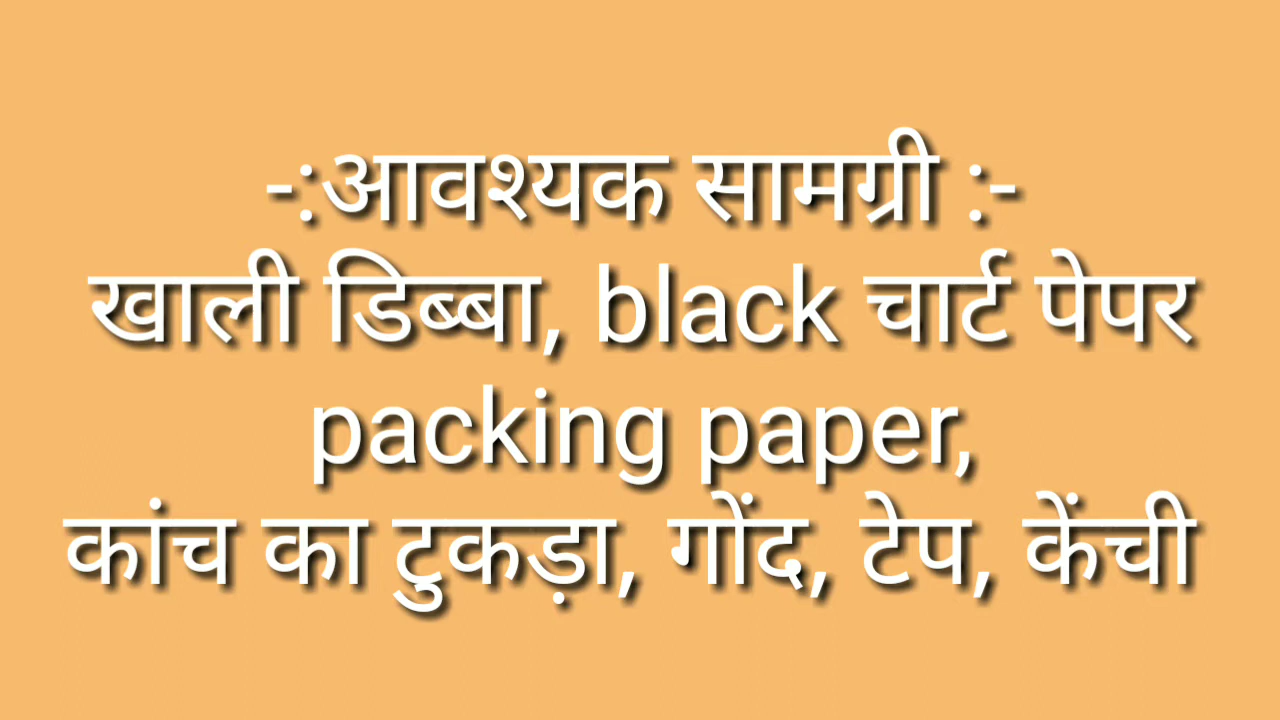 -:आवश्यक सामग्री :-
खाली डिब्बा, black चार्ट पेपर
packing paper,
कांच का टुकड़ा, गोंद, टेप, केंची